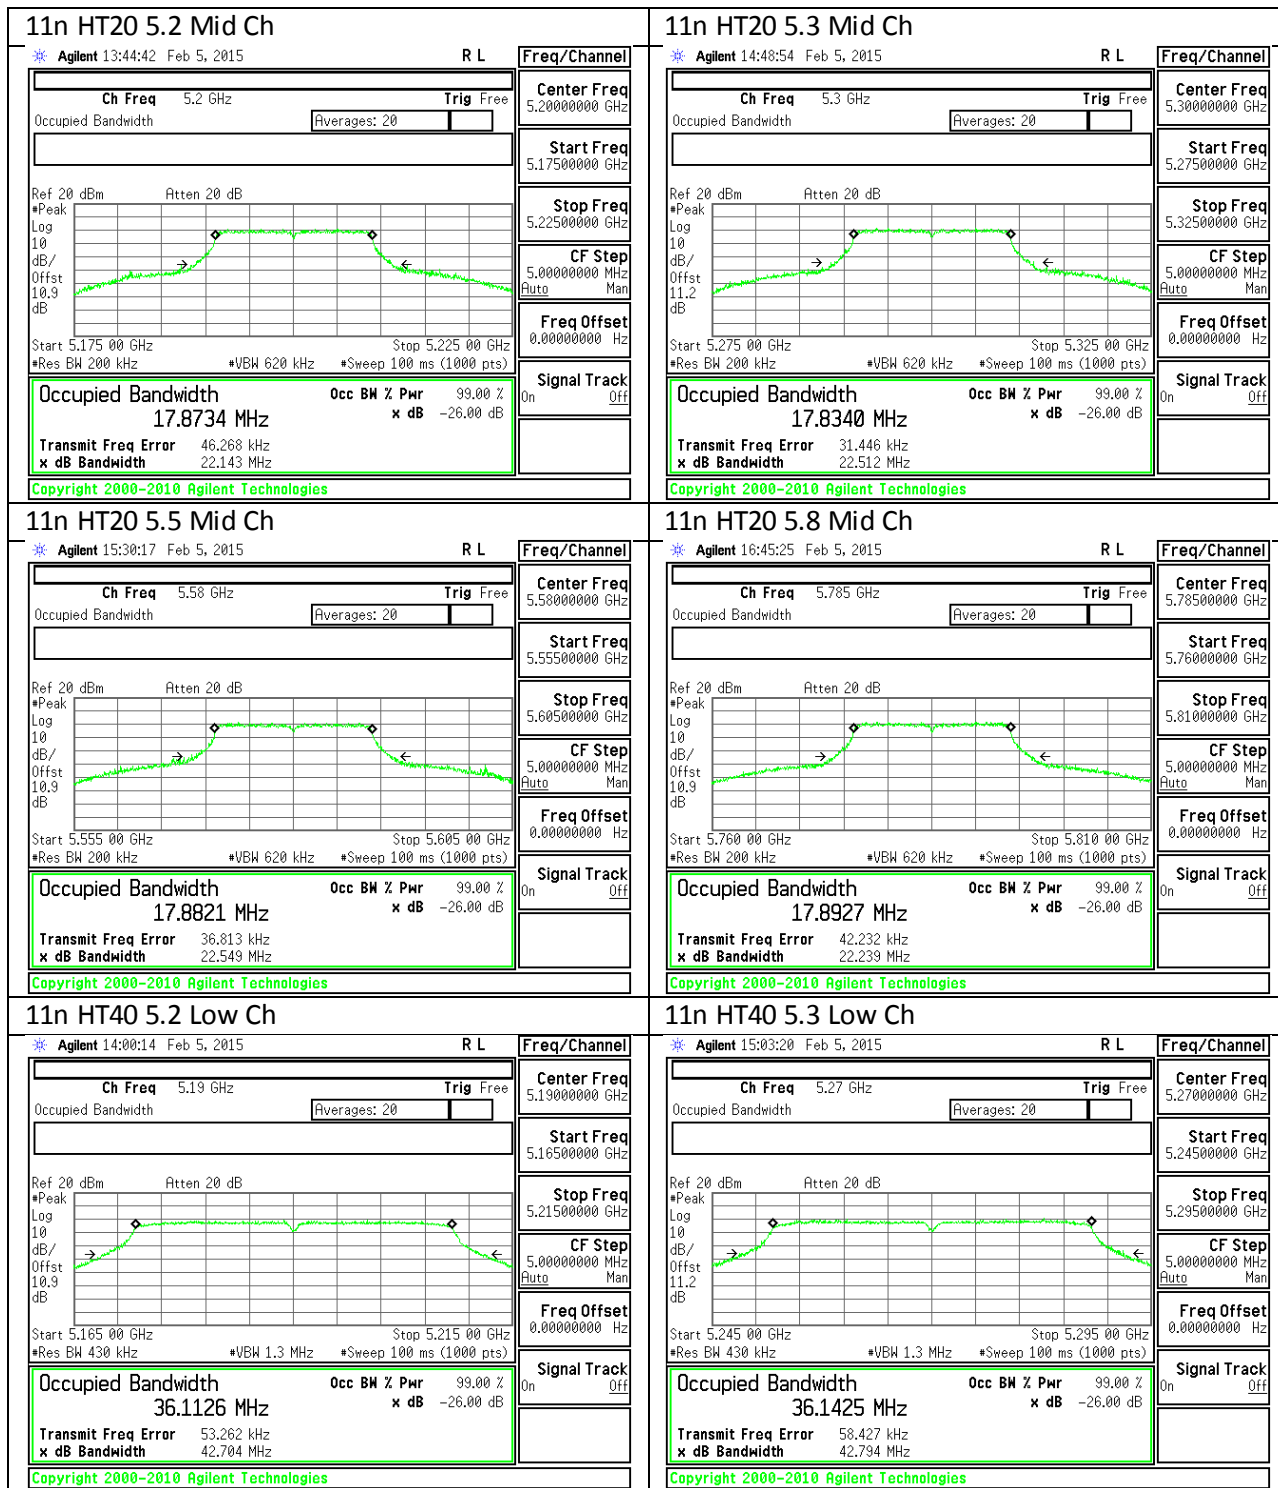 11n HT20 5.2 Mid Ch
Agilent 13:44:42 Feb 5, 2015 R L
Freq/Channel
Ch Freq 5.2 GHz Trig Free
Occupied Bandwidth Averages: 20
Center Freq
5.20000000 GHz
Start Freq
5.17500000 GHz
Stop Freq
5.22500000 GHz
CF Step
5.00000000 MHz
Auto Man
Freq Offset
0.00000000 Hz
Signal Track
On Off
Ref 20 dBm Atten 20 dB
#Peak
Log
10
dB/
Offst
10.9
dB
Start 5.175 00 GHz Stop 5.225 00 GHz
#Res BW 200 kHz #VBW 620 kHz #Sweep 100 ms (1000 pts)
Occupied Bandwidth Occ BW % Pwr 99.00 %
17.8734 MHz x dB -26.00 dB
Transmit Freq Error 46.268 kHz
x dB Bandwidth 22.143 MHz
Copyright 2000-2010 Agilent Technologies
11n HT20 5.3 Mid Ch
Agilent 14:48:54 Feb 5, 2015 R L
Freq/Channel
Ch Freq 5.3 GHz Trig Free
Occupied Bandwidth Averages: 20
Center Freq
5.30000000 GHz
Start Freq
5.27500000 GHz
Stop Freq
5.32500000 GHz
CF Step
5.00000000 MHz
Auto Man
Freq Offset
0.00000000 Hz
Signal Track
On Off
Ref 20 dBm Atten 20 dB
#Peak
Log
10
dB/
Offst
11.2
dB
Start 5.275 00 GHz Stop 5.325 00 GHz
#Res BW 200 kHz #VBW 620 kHz #Sweep 100 ms (1000 pts)
Occupied Bandwidth Occ BW % Pwr 99.00 %
17.8340 MHz x dB -26.00 dB
Transmit Freq Error 31.446 kHz
x dB Bandwidth 22.512 MHz
Copyright 2000-2010 Agilent Technologies
11n HT20 5.5 Mid Ch
Agilent 15:30:17 Feb 5, 2015 R L
Freq/Channel
Ch Freq 5.58 GHz Trig Free
Occupied Bandwidth Averages: 20
Center Freq
5.58000000 GHz
Start Freq
5.55500000 GHz
Stop Freq
5.60500000 GHz
CF Step
5.00000000 MHz
Auto Man
Freq Offset
0.00000000 Hz
Signal Track
On Off
Ref 20 dBm Atten 20 dB
#Peak
Log
10
dB/
Offst
10.9
dB
Start 5.555 00 GHz Stop 5.605 00 GHz
#Res BW 200 kHz #VBW 620 kHz #Sweep 100 ms (1000 pts)
Occupied Bandwidth Occ BW % Pwr 99.00 %
17.8821 MHz x dB -26.00 dB
Transmit Freq Error 36.813 kHz
x dB Bandwidth 22.549 MHz
Copyright 2000-2010 Agilent Technologies
11n HT20 5.8 Mid Ch
Agilent 16:45:25 Feb 5, 2015 R L
Freq/Channel
Ch Freq 5.785 GHz Trig Free
Occupied Bandwidth Averages: 20
Center Freq
5.78500000 GHz
Start Freq
5.76000000 GHz
Stop Freq
5.81000000 GHz
CF Step
5.00000000 MHz
Auto Man
Freq Offset
0.00000000 Hz
Signal Track
On Off
Ref 20 dBm Atten 20 dB
#Peak
Log
10
dB/
Offst
10.9
dB
Start 5.760 00 GHz Stop 5.810 00 GHz
#Res BW 200 kHz #VBW 620 kHz #Sweep 100 ms (1000 pts)
Occupied Bandwidth Occ BW % Pwr 99.00 %
17.8927 MHz x dB -26.00 dB
Transmit Freq Error 42.232 kHz
x dB Bandwidth 22.239 MHz
Copyright 2000-2010 Agilent Technologies
11n HT40 5.2 Low Ch
Agilent 14:00:14 Feb 5, 2015 R L
Freq/Channel
Ch Freq 5.19 GHz Trig Free
Occupied Bandwidth Averages: 20
Center Freq
5.19000000 GHz
Start Freq
5.16500000 GHz
Stop Freq
5.21500000 GHz
CF Step
5.00000000 MHz
Auto Man
Freq Offset
0.00000000 Hz
Signal Track
On Off
Ref 20 dBm Atten 20 dB
#Peak
Log
10
dB/
Offst
10.9
dB
Start 5.165 00 GHz Stop 5.215 00 GHz
#Res BW 430 kHz #VBW 1.3 MHz #Sweep 100 ms (1000 pts)
Occupied Bandwidth Occ BW % Pwr 99.00 %
36.1126 MHz x dB -26.00 dB
Transmit Freq Error 53.262 kHz
x dB Bandwidth 42.704 MHz
Copyright 2000-2010 Agilent Technologies
11n HT40 5.3 Low Ch
Agilent 15:03:20 Feb 5, 2015 R L
Freq/Channel
Ch Freq 5.27 GHz Trig Free
Occupied Bandwidth Averages: 20
Center Freq
5.27000000 GHz
Start Freq
5.24500000 GHz
Stop Freq
5.29500000 GHz
CF Step
5.00000000 MHz
Auto Man
Freq Offset
0.00000000 Hz
Signal Track
On Off
Ref 20 dBm Atten 20 dB
#Peak
Log
10
dB/
Offst
11.2
dB
Start 5.245 00 GHz Stop 5.295 00 GHz
#Res BW 430 kHz #VBW 1.3 MHz #Sweep 100 ms (1000 pts)
Occupied Bandwidth Occ BW % Pwr 99.00 %
36.1425 MHz x dB -26.00 dB
Transmit Freq Error 58.427 kHz
x dB Bandwidth 42.794 MHz
Copyright 2000-2010 Agilent Technologies